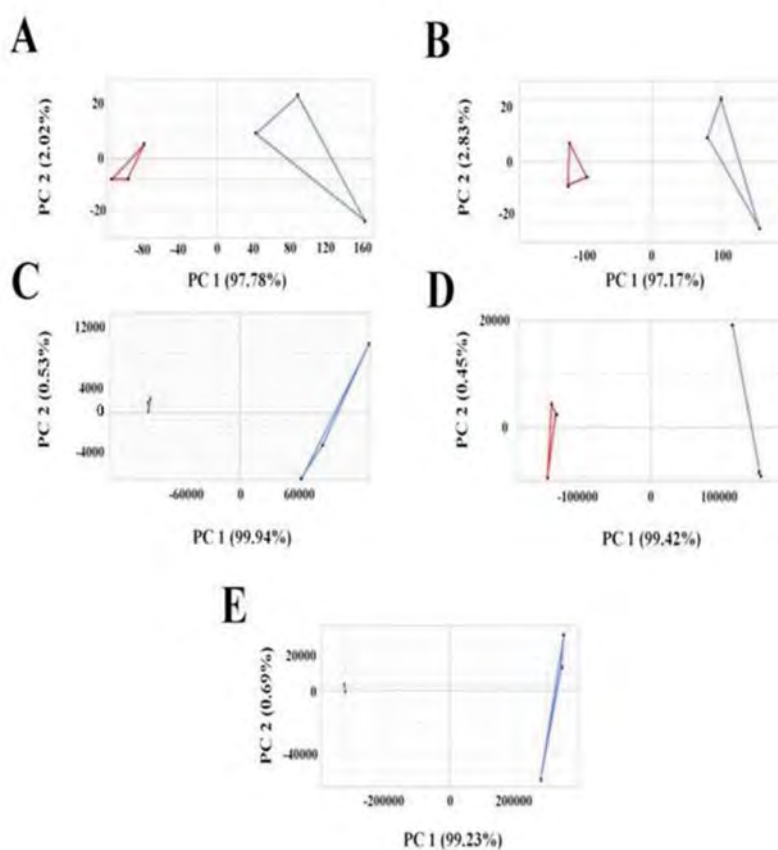 A
PC 2 (2.02%)
20
0
-20
-80 -40 0 40 80 120 160
PC 1 (97.78%)
B
PC 2 (2.83%)
20
0
-20
-100 0 100
PC 1 (97.17%)
C
PC 2 (0.53%)
12000
4000
0
-4000
-60000 0 60000
PC 1 (99.94%)
D
PC 2 (0.45%)
20000
0
-100000 0 100000
PC 1 (99.42%)
E
PC 2 (0.69%)
20000
0
-40000
-200000 0 200000
PC 1 (99.23%)